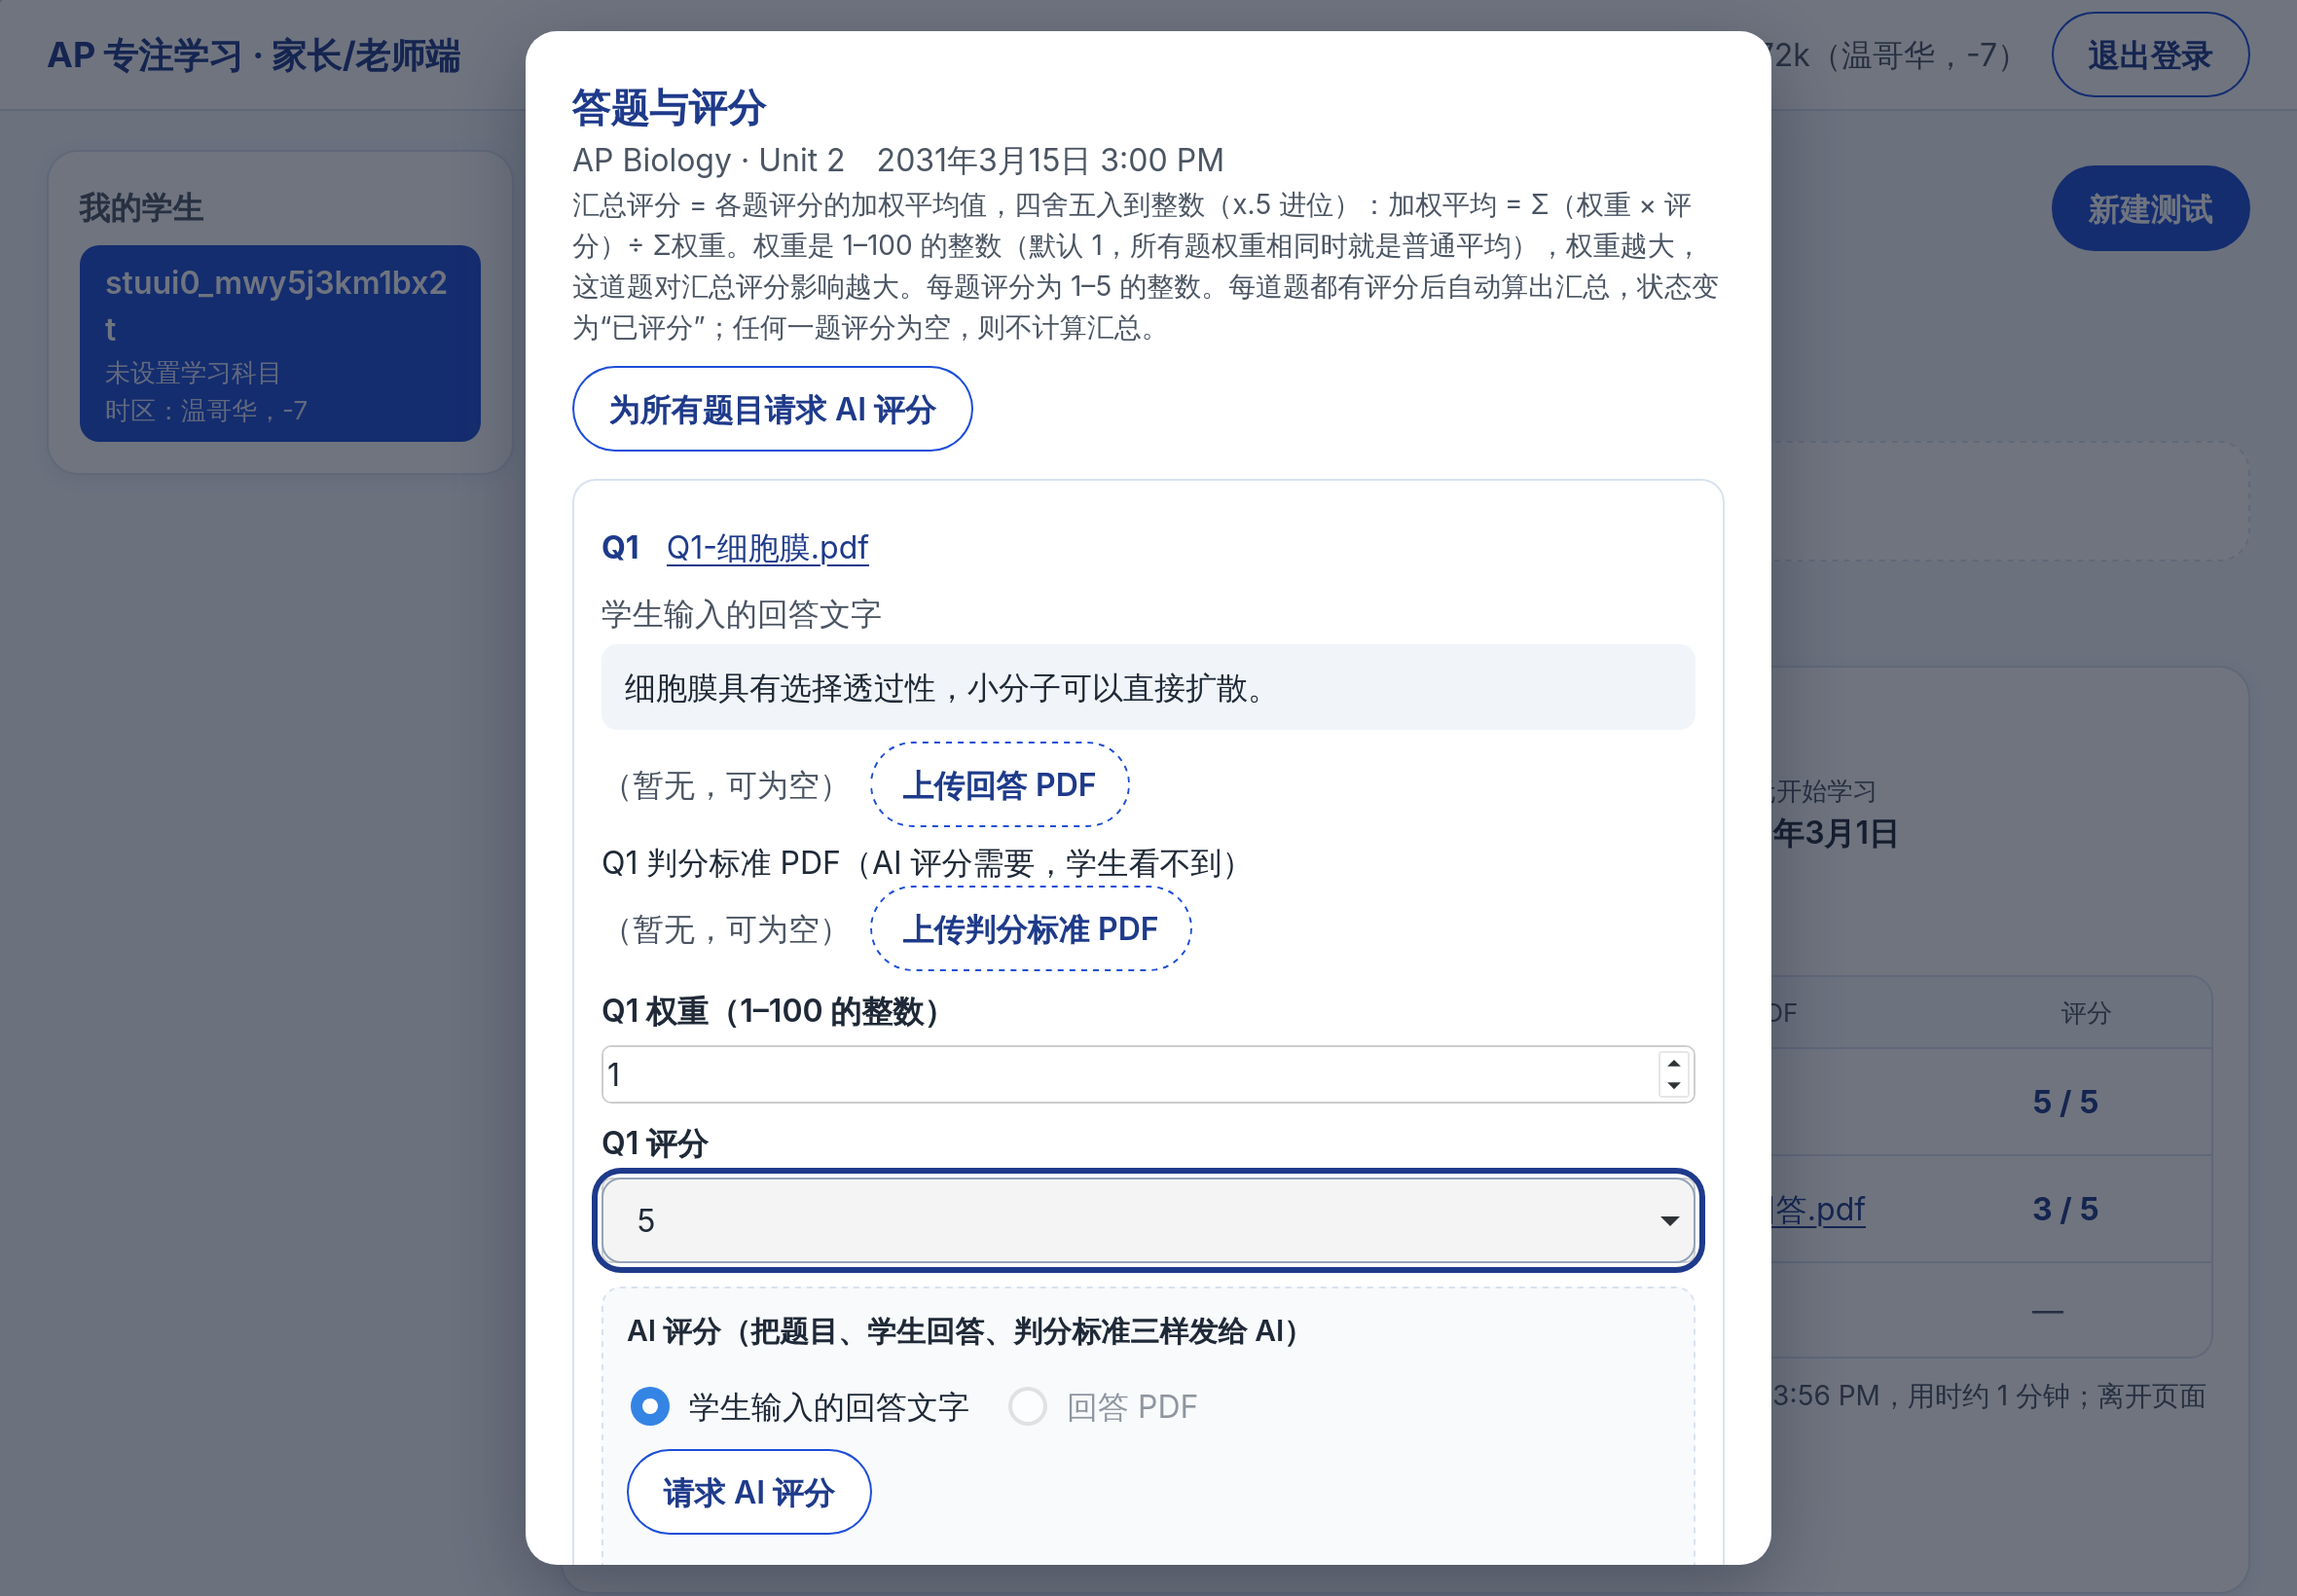 AP 专注学习 · 家长/老师端
72k（温哥华，-7）
退出登录
我的学生
stuui0_mwy5j3km1bx2
t
未设置学习科目
时区：温哥华，-7
新建测试
答题与评分
AP Biology · Unit 2 2031年3月15日 3:00 PM
汇总评分 = 各题评分的加权平均值，四舍五入到整数（x.5 进位）：加权平均 = Σ（权重 × 评
分）÷ Σ权重。权重是 1–100 的整数（默认 1，所有题权重相同时就是普通平均），权重越大，
这道题对汇总评分影响越大。每题评分为 1–5 的整数。每道题都有评分后自动算出汇总，状态变
为“已评分”；任何一题评分为空，则不计算汇总。
为所有题目请求 AI 评分
Q1 Q1-细胞膜.pdf
学生输入的回答文字
细胞膜具有选择透过性，小分子可以直接扩散。
（暂无，可为空） 上传回答 PDF
Q1 判分标准 PDF（AI 评分需要，学生看不到）
（暂无，可为空） 上传判分标准 PDF
Q1 权重（1–100 的整数）
1
Q1 评分
5
AI 评分（把题目、学生回答、判分标准三样发给 AI）
学生输入的回答文字 回答 PDF
请求 AI 评分
开始学习
年3月1日
DF 评分
5 / 5
答.pdf 3 / 5
—
3:56 PM，用时约 1 分钟；离开页面